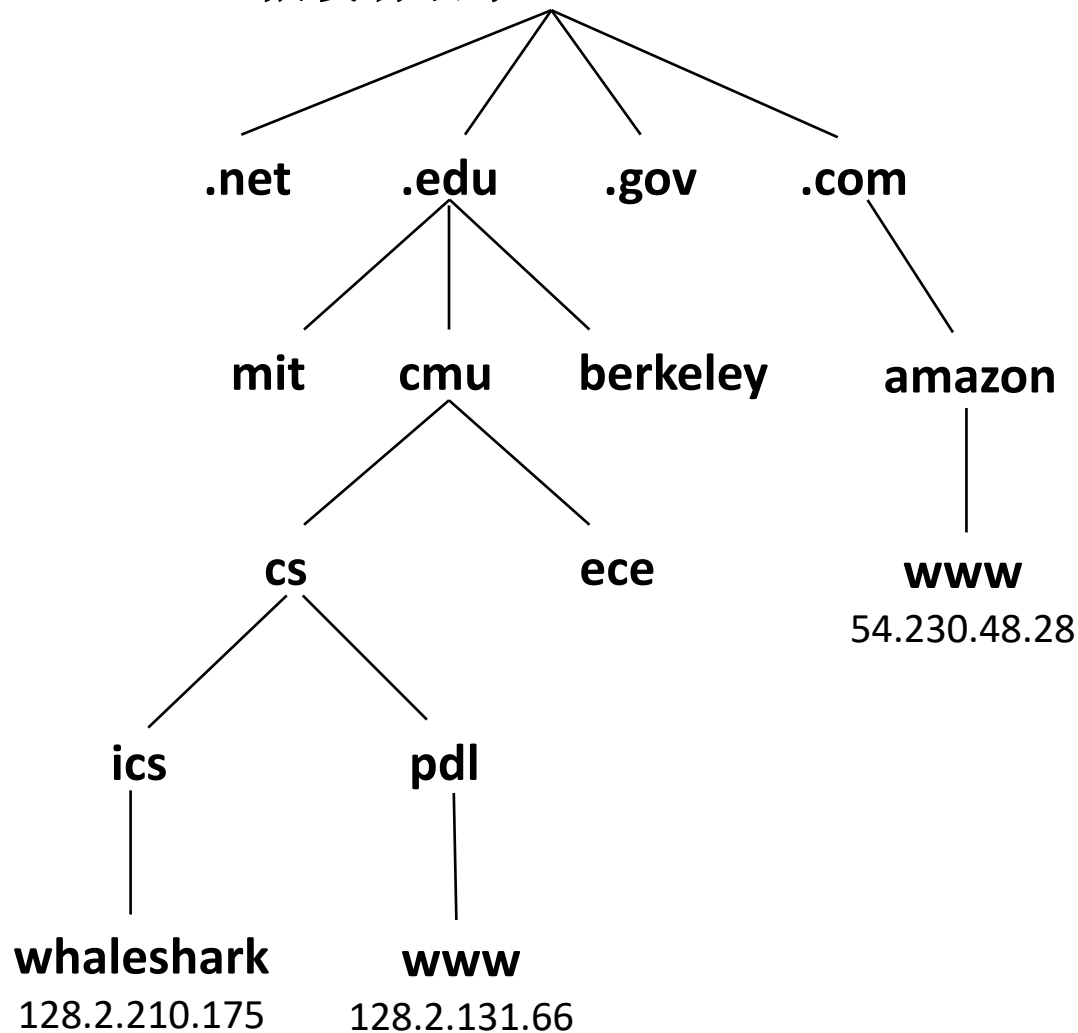 .net .edu .gov .com
mit cmu berkeley amazon
cs ece www
54.230.48.28
ics pdl
whaleshark www
128.2.210.175 128.2.131.66